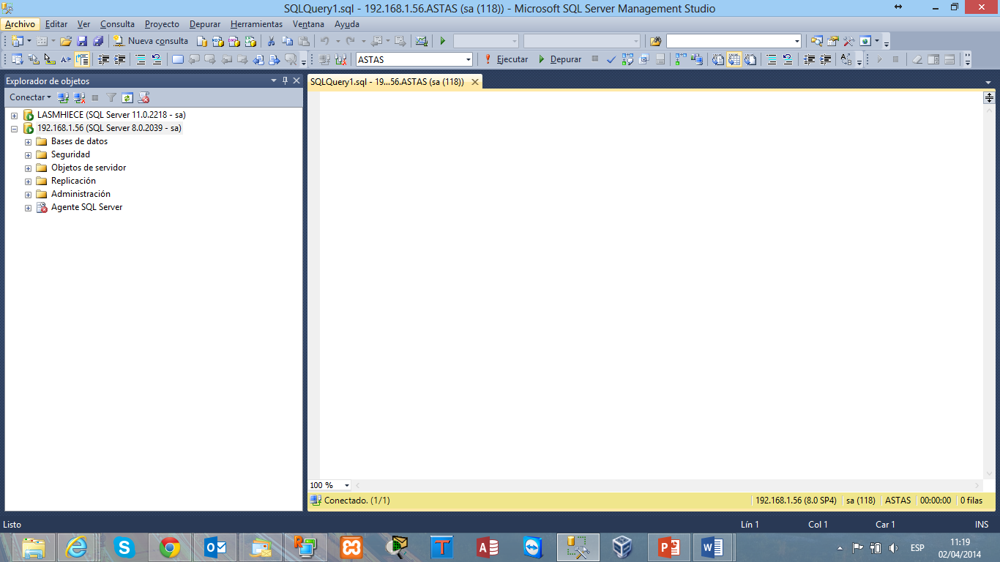 SQLQuery1.sql - 192.168.1.56.ASTAS (sa (118)) - Microsoft SQL Server Management Studio
Archivo Editar Ver Consulta Proyecto Depurar Herramientas Ventana Ayuda
Nueva consulta
ASTAS Ejecutar Depurar
Explorador de objetos
SQLQuery1.sql - 19...56.ASTAS (sa (118))
Conectar
LASMHIECE (SQL Server 11.0.2218 - sa)
192.168.1.56 (SQL Server 8.0.2039 - sa)
Bases de datos
Seguridad
Objetos de servidor
Replicación
Administración
Agente SQL Server
100 %
Conectado. (1/1) 192.168.1.56 (8.0 SP4) sa (118) ASTAS 00:00:00 0 filas
Listo Lín 1 Col 1 Car 1 INS
ESP
11:19
02/04/2014